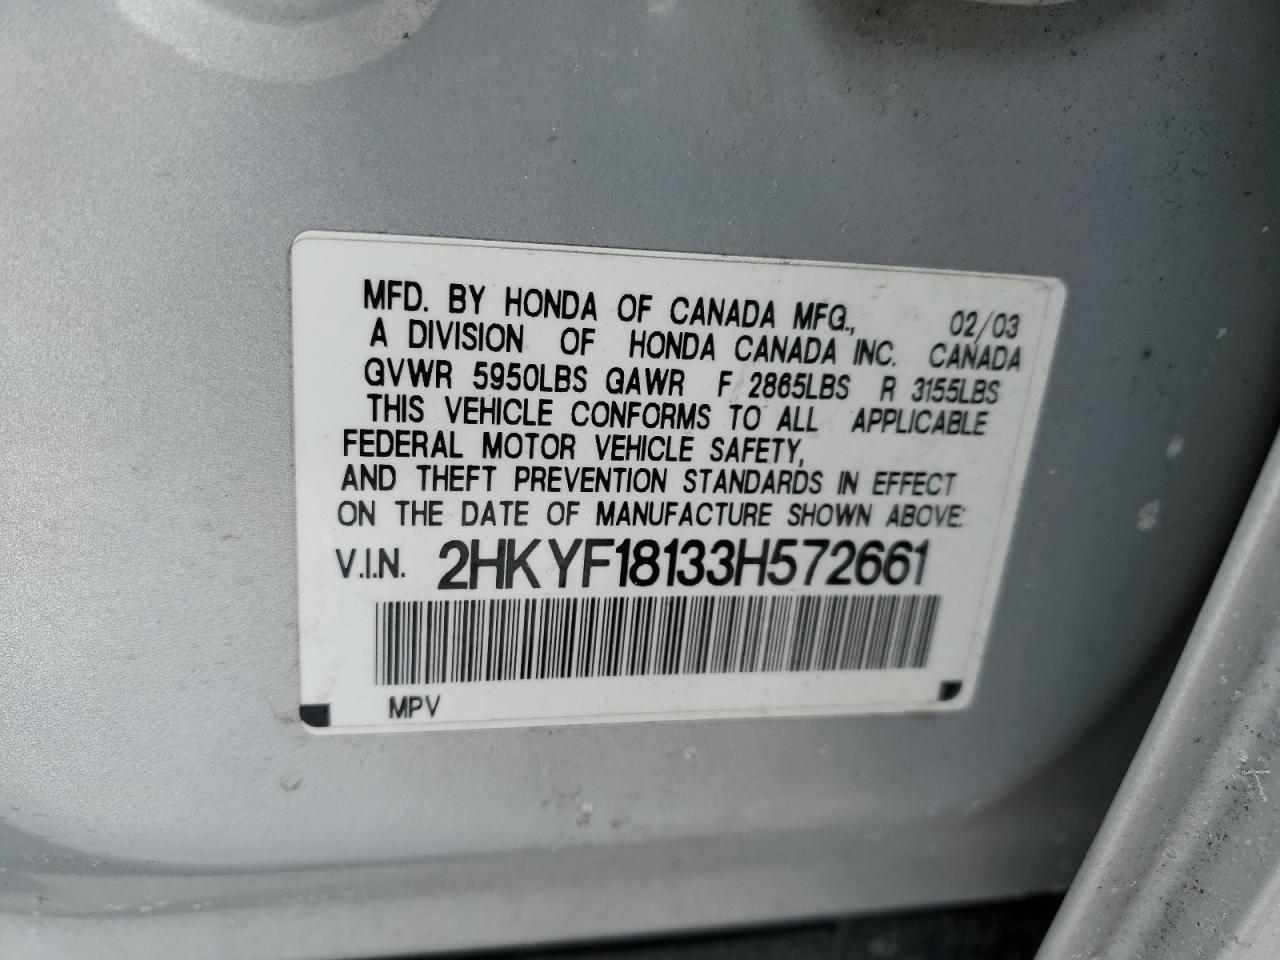 MFD. BY HONDA OF CANADA MFG., 02/03
A DIVISION OF HONDA CANADA INC. CANADA
GVWR 5950LBS GAWR F 2865LBS R 3155LBS
THIS VEHICLE CONFORMS TO ALL APPLICABLE
FEDERAL MOTOR VEHICLE SAFETY,
AND THEFT PREVENTION STANDARDS IN EFFECT
ON THE DATE OF MANUFACTURE SHOWN ABOVE:
V.I.N. 2HKYF18133H572661
MPV